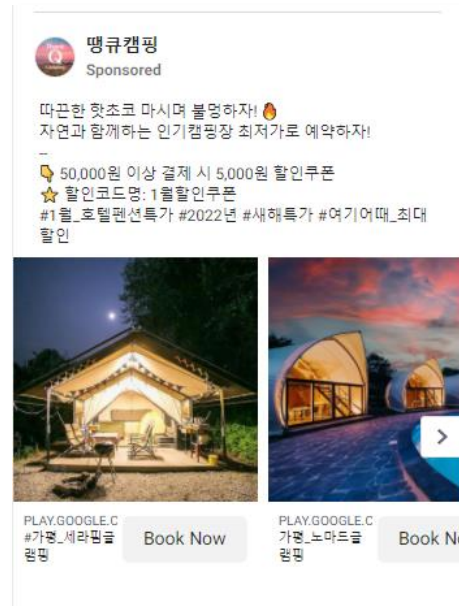 땡큐캠핑
Sponsored
따끈한 핫초코 마시며 불멍하자! 🔥
자연과 함께하는 인기캠핑장 최저가로 예약하자!
--
👇 50,000원 이상 결제 시 5,000원 할인쿠폰
⭐ 할인코드명: 1월할인쿠폰
#1월_호텔펜션특가 #2022년 #새해특가 #여기어때_최대
할인
PLAY.GOOGLE.C
#가평_세라핌글
램핑
Book Now
PLAY.GOOGLE.C
가평_노마드글
램핑
Book N